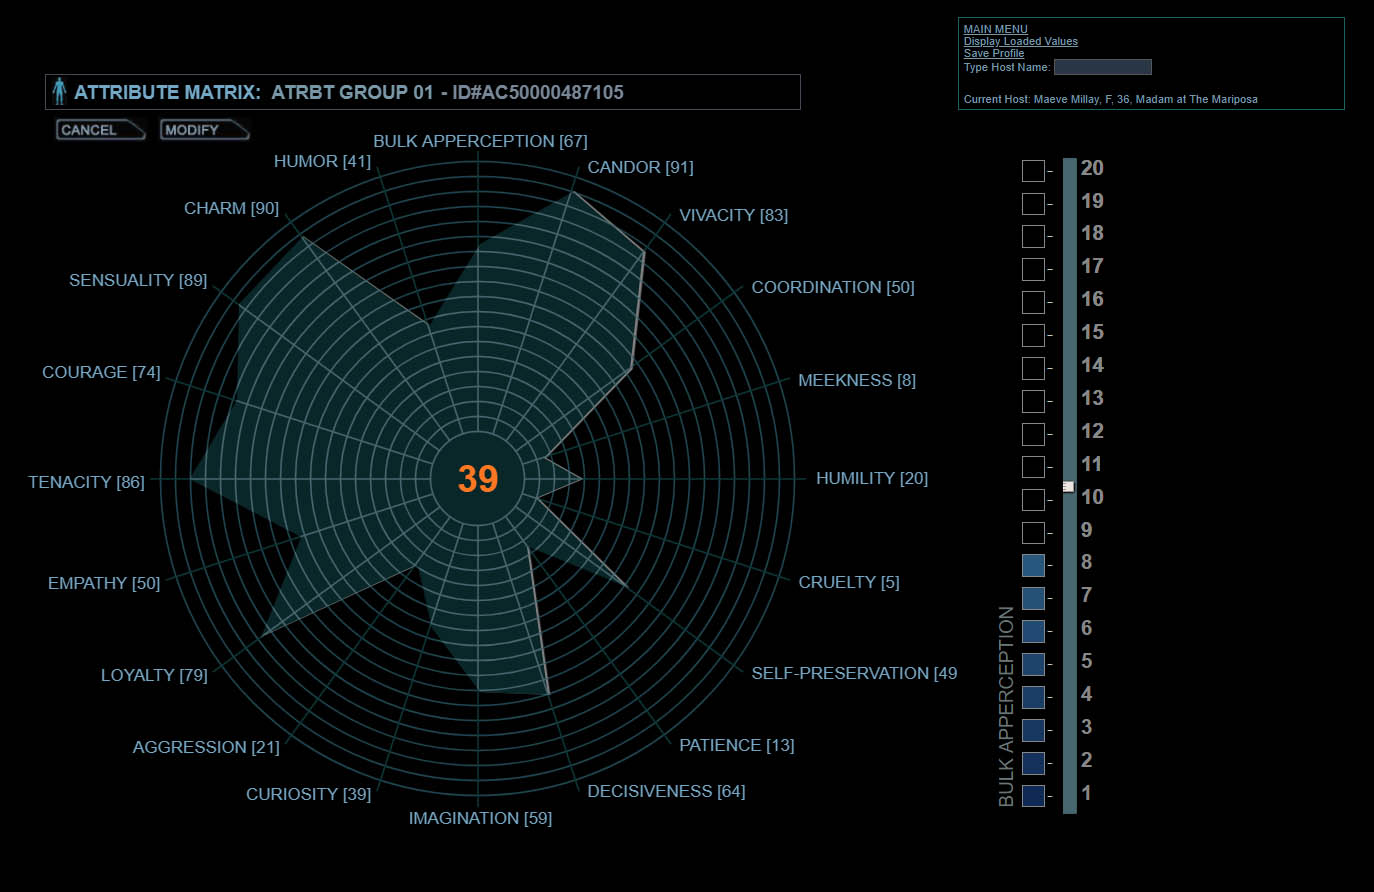 MAIN MENU
Display Loaded Values
Save Profile
Type Host Name:
Current Host: Maeve Millay, F, 36, Madam at The Mariposa
ATTRIBUTE MATRIX: ATRBT GROUP 01 - ID#AC50000487105
CANCEL MODIFY
BULK APPERCEPTION [67]
CANDOR [91]
VIVACITY [83]
COORDINATION [50]
MEEKNESS [8]
HUMILITY [20]
CRUELTY [5]
SELF-PRESERVATION [49
PATIENCE [13]
DECISIVENESS [64]
IMAGINATION [59]
CURIOSITY [39]
AGGRESSION [21]
LOYALTY [79]
EMPATHY [50]
TENACITY [86]
COURAGE [74]
SENSUALITY [89]
CHARM [90]
HUMOR [41]
39
BULK APPERCEPTION
20
19
18
17
16
15
14
13
12
11
10
9
8
7
6
5
4
3
2
1